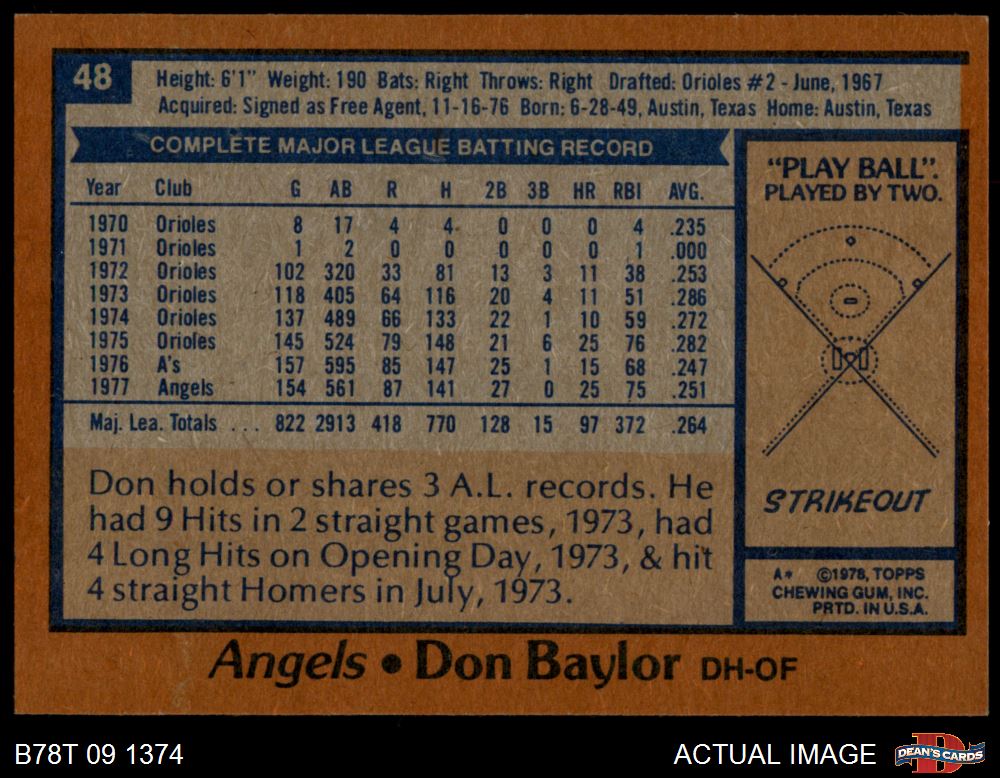 48
Height: 6'1" Weight: 190 Bats: Right Throws: Right Drafted: Orioles #2 - June, 1967
Acquired: Signed as Free Agent, 11-16-76 Born: 6-28-49, Austin, Texas Home: Austin, Texas
COMPLETE MAJOR LEAGUE BATTING RECORD
Year Club G AB R H 2B 3B HR RBI AVG.
1970 Orioles 8 17 4 4 0 0 0 4 .235
1971 Orioles 1 2 0 0 0 0 0 1 .000
1972 Orioles 102 320 33 81 13 3 11 38 .253
1973 Orioles 118 405 64 116 20 4 11 51 .286
1974 Orioles 137 489 66 133 22 1 10 59 .272
1975 Orioles 145 524 79 148 21 6 25 76 .282
1976 A's 157 595 85 147 25 1 15 68 .247
1977 Angels 154 561 87 141 27 0 25 75 .251
Maj. Lea. Totals ... 822 2913 418 770 128 15 97 372 .264
Don holds or shares 3 A.L. records. He
had 9 Hits in 2 straight games, 1973, had
4 Long Hits on Opening Day, 1973, & hit
4 straight Homers in July, 1973.
"PLAY BALL":
PLAYED BY TWO.
STRIKEOUT
A* ©1978, TOPPS
CHEWING GUM, INC.
PRTD. IN U.S.A.
Angels • Don Baylor DH-OF
B78T 09 1374
ACTUAL IMAGE
DEAN'S CARDS